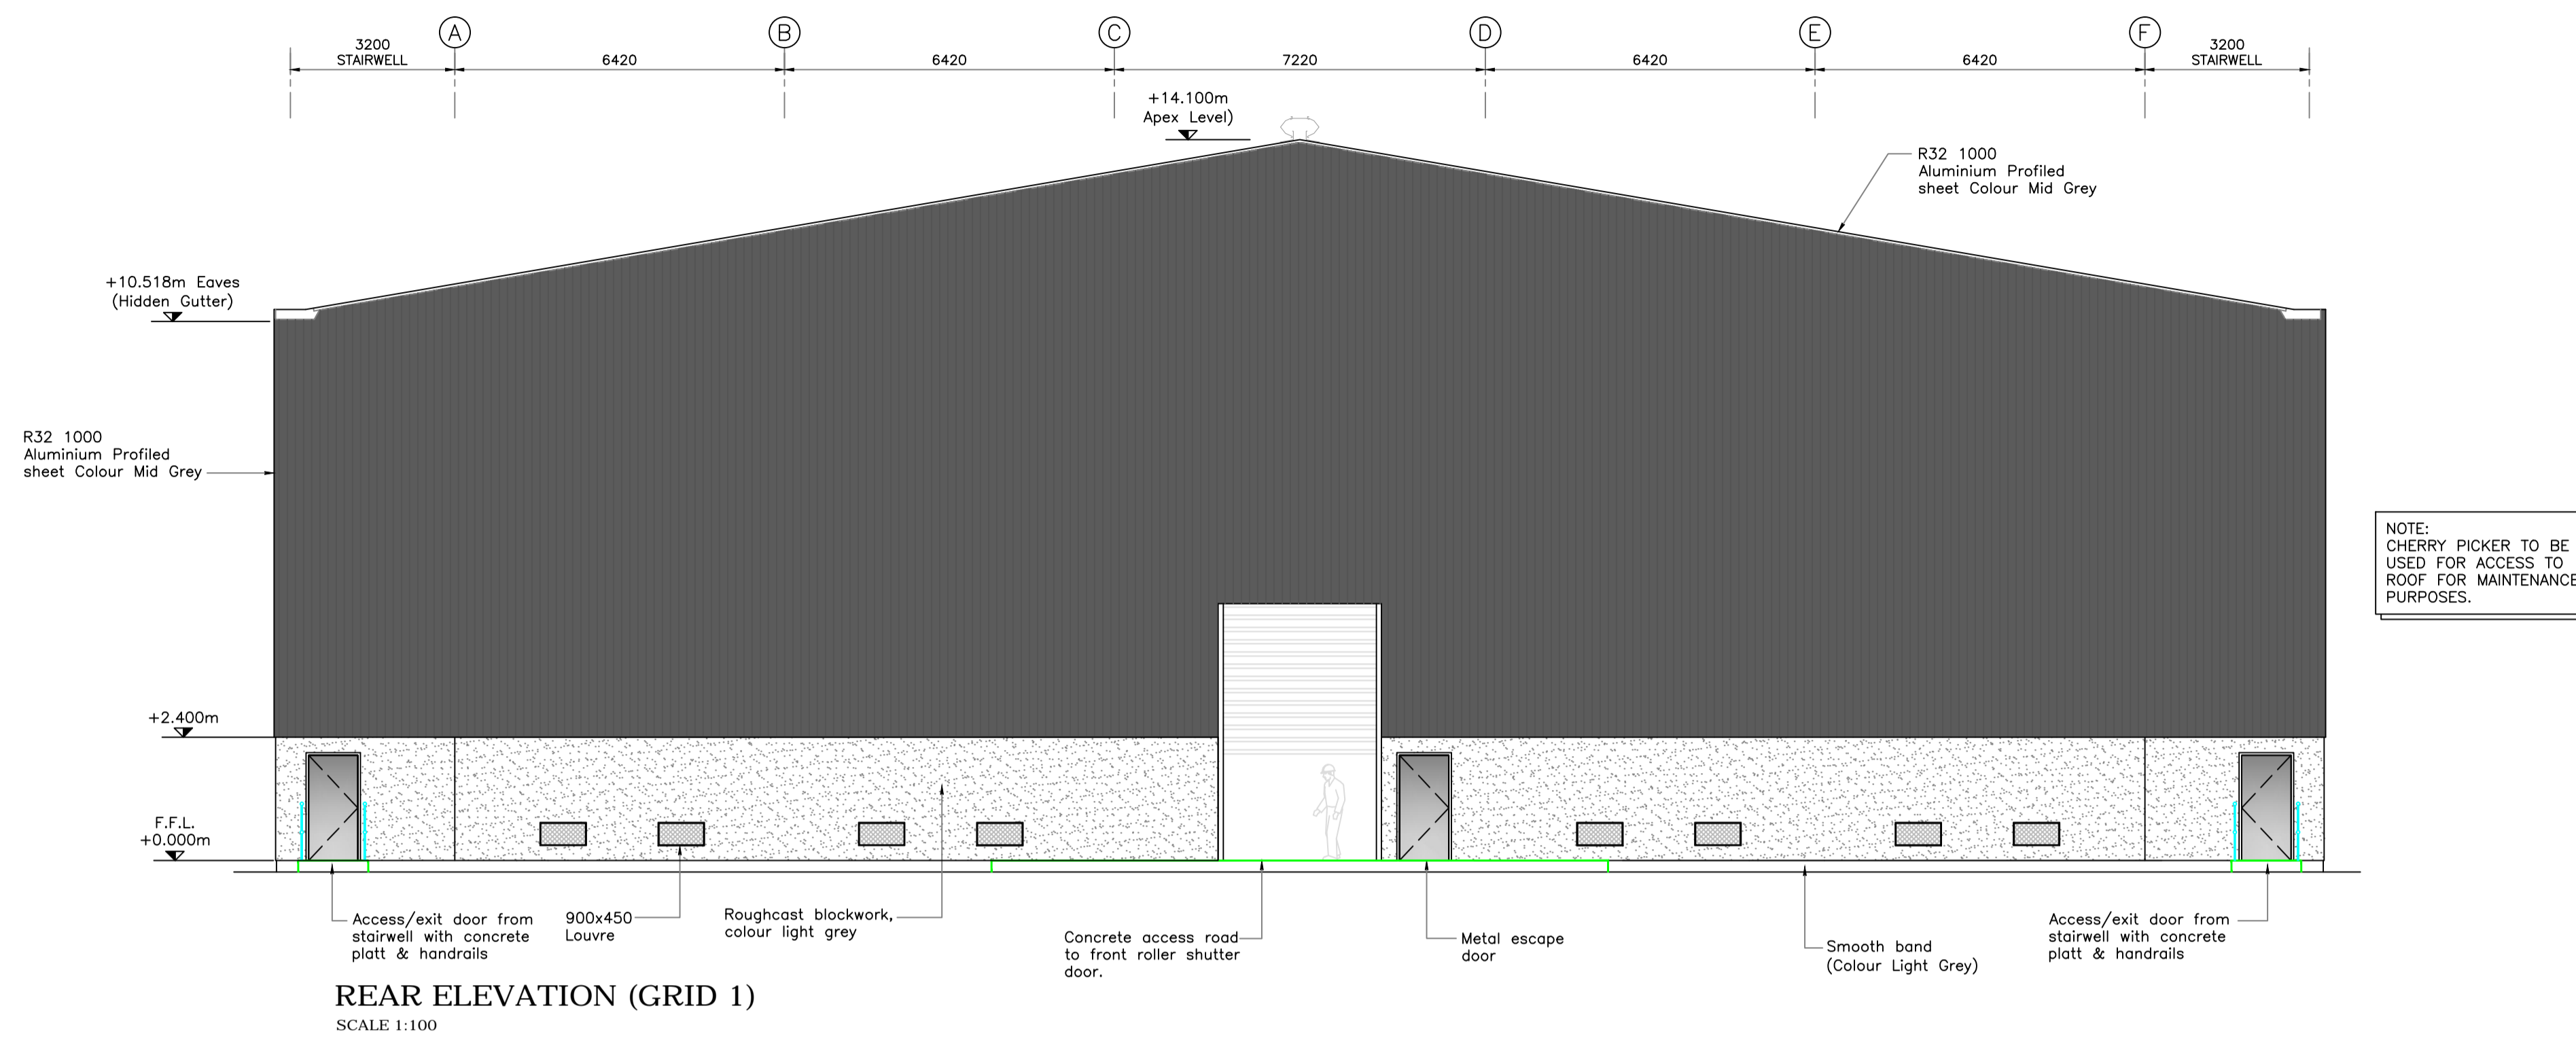 A
B
C
D
E
F
3200
STAIRWELL
6420
6420
7220
6420
6420
3200
STAIRWELL
+14.100m
Apex Level)
R32 1000
Aluminium Profiled
sheet Colour Mid Grey
+10.518m Eaves
(Hidden Gutter)
R32 1000
Aluminium Profiled
sheet Colour Mid Grey
NOTE:
CHERRY PICKER TO BE
USED FOR ACCESS TO
ROOF FOR MAINTENANCE
PURPOSES.
+2.400m
F.F.L.
+0.000m
Access/exit door from
stairwell with concrete
platt & handrails
900x450
Louvre
Roughcast blockwork,
colour light grey
Concrete access road
to front roller shutter
door.
Metal escape
door
Smooth band
(Colour Light Grey)
Access/exit door from
stairwell with concrete
platt & handrails
REAR ELEVATION (GRID 1)
SCALE 1:100